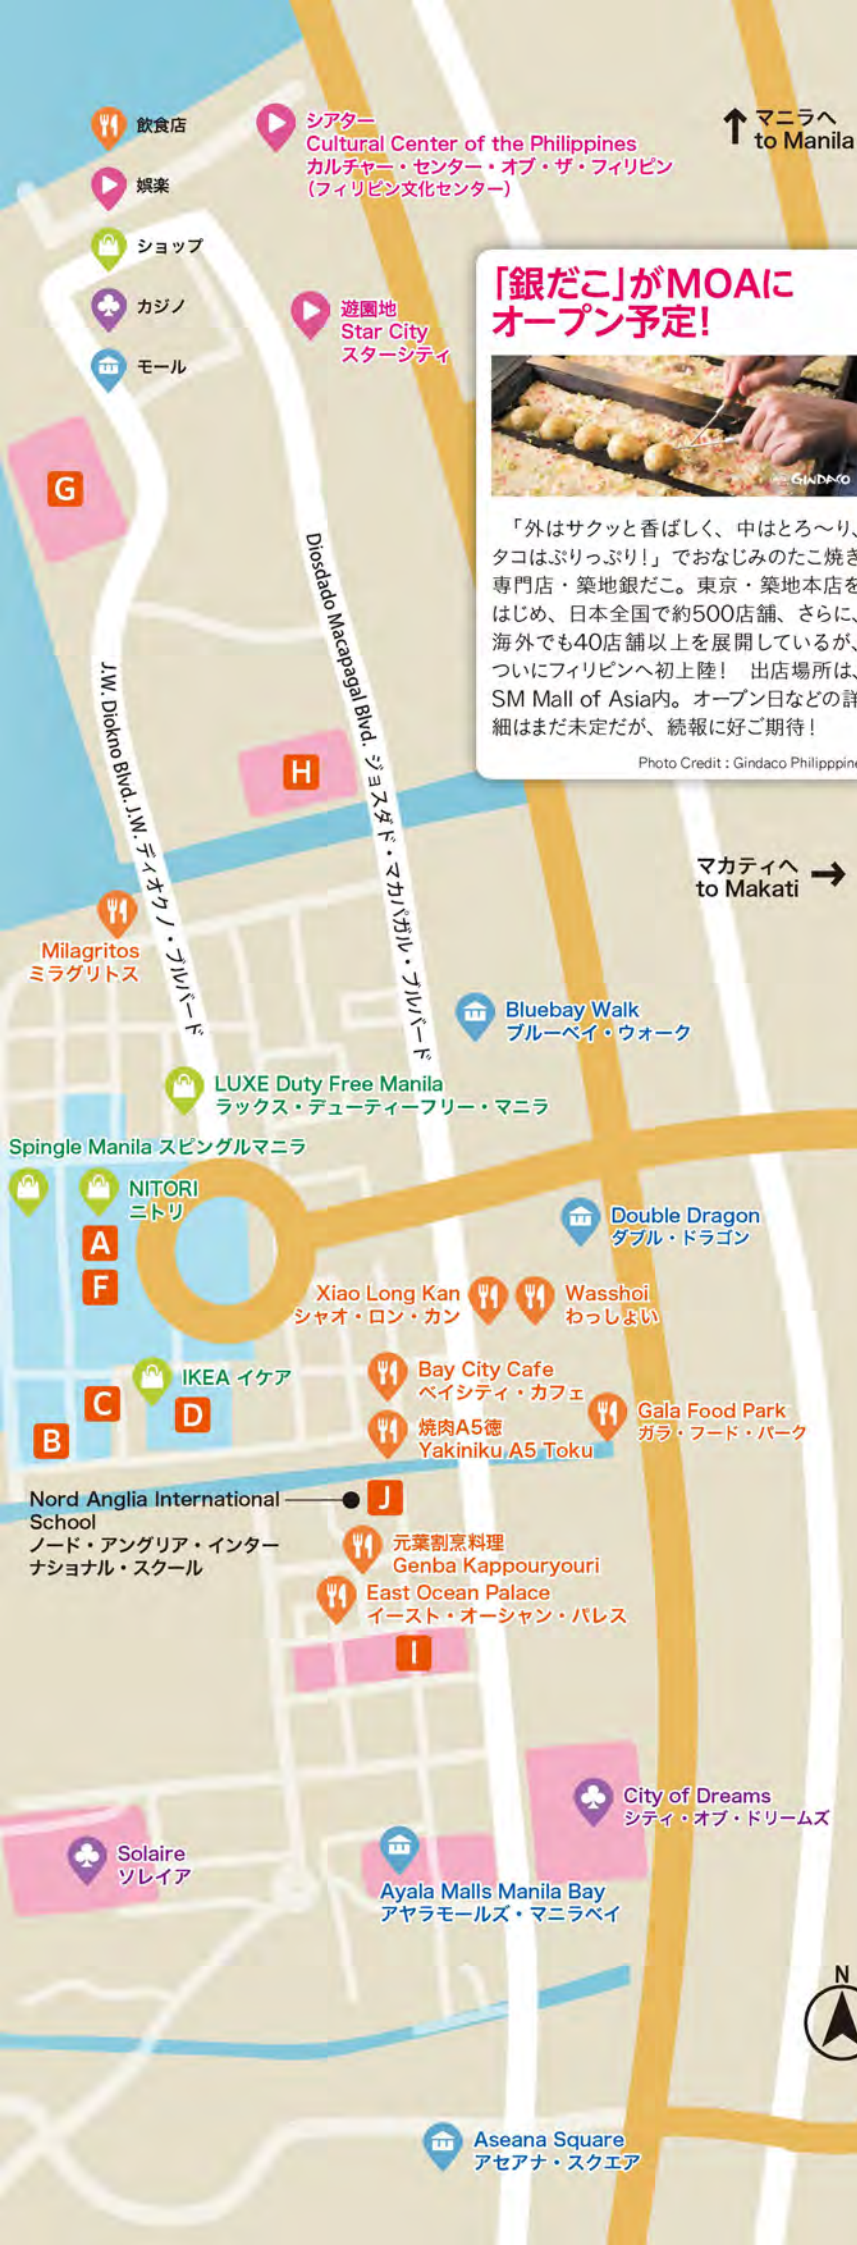 飲食店
娯楽
ショップ
カジノ
モール
シアター
Cultural Center of the Philippines
カルチャー・センター・オブ・ザ・フィリピン
(フィリピン文化センター)
マニラへ
to Manila
遊園地
Star City
スターシティ
「銀だこ」がMOAに
オープン予定!
GINDACO
「外はサクッと香ばしく、中はとろ〜り、
タコはぷりっぷり!」でおなじみのたこ焼き
専門店・築地銀だこ。東京・築地本店を
はじめ、日本全国で約500店舗、さらに、
海外でも40店舗以上を展開しているが、
ついにフィリピンへ初上陸! 出店場所は、
SM Mall of Asia内。オープン日などの詳
細はまだ未定だが、続報に好ご期待!
Photo Credit : Gindaco Philipppine
G
Diosdado Macapagal Blvd. ジョスダド・マカパガル・ブルバード
J.W. Diokno Blvd. J.W. ディオクノ・ブルバード
H
マカティへ
to Makati
Milagritos
ミラグリトス
Bluebay Walk
ブルーベイ・ウォーク
LUXE Duty Free Manila
ラックス・デューティーフリー・マニラ
Spingle Manila スピングルマニラ
NITORI
ニトリ
A
F
Double Dragon
ダブル・ドラゴン
Xiao Long Kan
シャオ・ロン・カン
Wasshoi
わっしょい
IKEA イケア
Bay City Cafe
ベイシティ・カフェ
C
D
B
焼肉A5徳
Yakiniku A5 Toku
Gala Food Park
ガラ・フード・パーク
Nord Anglia International
School
ノード・アングリア・インター
ナショナル・スクール
J
元葉割烹料理
Genba Kappouryouri
East Ocean Palace
イースト・オーシャン・パレス
I
City of Dreams
シティ・オブ・ドリームズ
Solaire
ソレイア
Ayala Malls Manila Bay
アヤラモールズ・マニラベイ
N
Aseana Square
アセアナ・スクエア